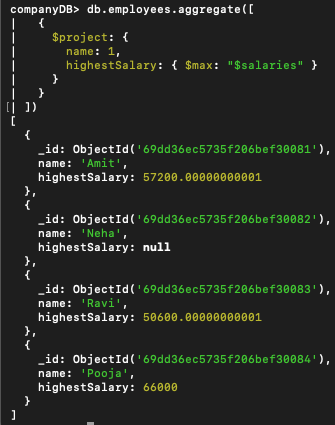 companyDB> db.employees.aggregate([
|   {
|     $project: {
|       name: 1,
|       highestSalary: { $max: "$salaries" }
|     }
|   }
[| ])
[
  {
    _id: ObjectId('69dd36ec5735f206bef30081'),
    name: 'Amit',
    highestSalary: 57200.00000000001
  },
  {
    _id: ObjectId('69dd36ec5735f206bef30082'),
    name: 'Neha',
    highestSalary: null
  },
  {
    _id: ObjectId('69dd36ec5735f206bef30083'),
    name: 'Ravi',
    highestSalary: 50600.00000000001
  },
  {
    _id: ObjectId('69dd36ec5735f206bef30084'),
    name: 'Pooja',
    highestSalary: 66000
  }
]